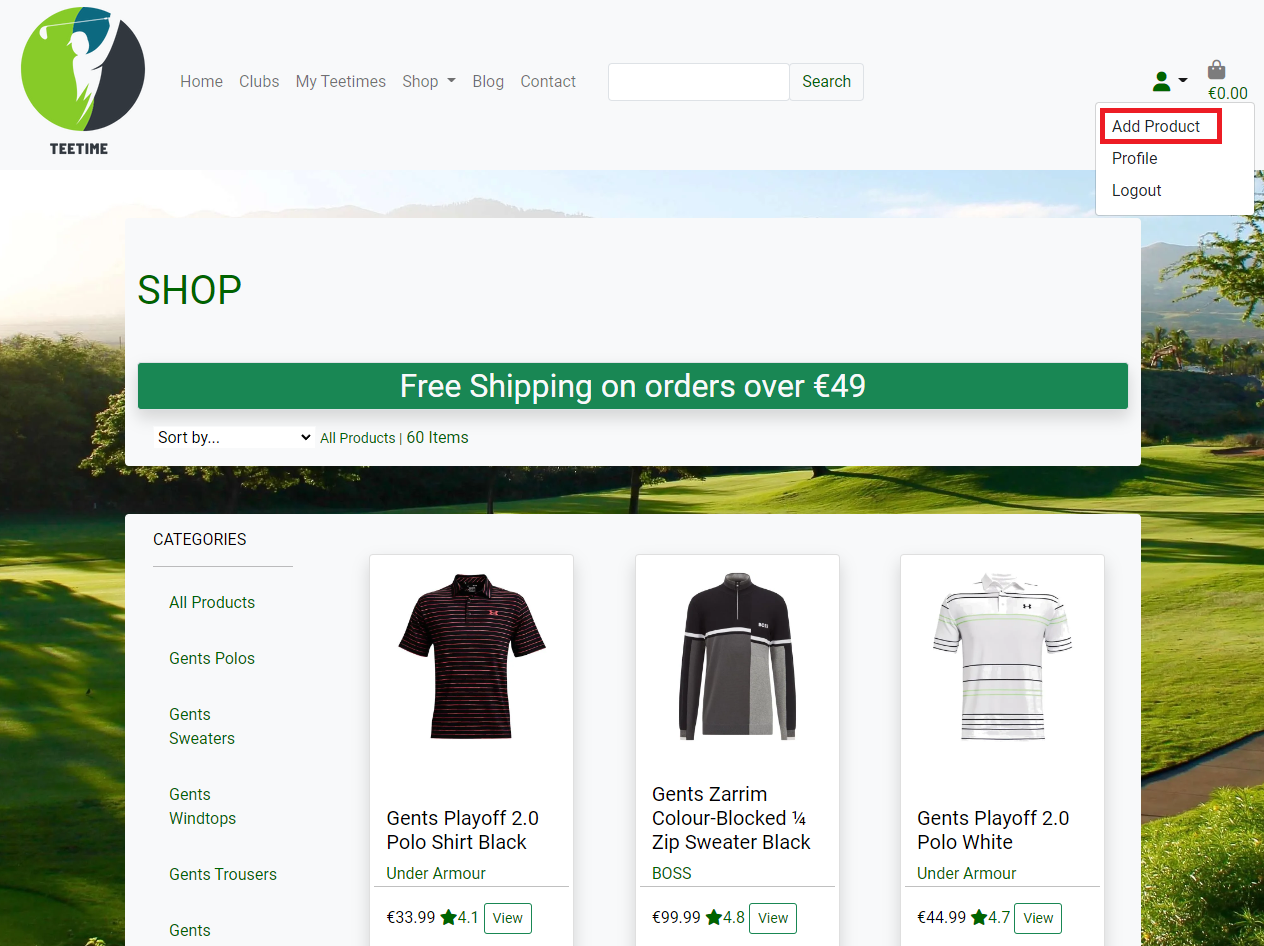 TEETIME
Home Clubs My Teetimes Shop Blog Contact
Search
€0.00
Add Product
Profile
Logout
SHOP
Free Shipping on orders over €49
Sort by... All Products | 60 Items
CATEGORIES
All Products
Gents Polos
Gents
Sweaters
Gents
Windtops
Gents Trousers
Gents
BOSS
Gents Playoff 2.0
Polo Shirt Black
Under Armour
€33.99 4.1 View
Gents Zarrim
Colour-Blocked ¼
Zip Sweater Black
BOSS
€99.99 4.8 View
Gents Playoff 2.0
Polo White
Under Armour
€44.99 4.7 View